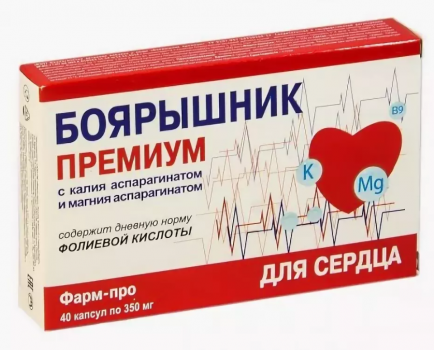 БОЯРЫШНИК
ПРЕМИУМ
с калия аспарагинатом
и магния аспарагинатом
содержит дневную норму
ФОЛИЕВОЙ КИСЛОТЫ
B9
K
Mg
ДЛЯ СЕРДЦА
Фарм-про
40 капсул по 350 мг